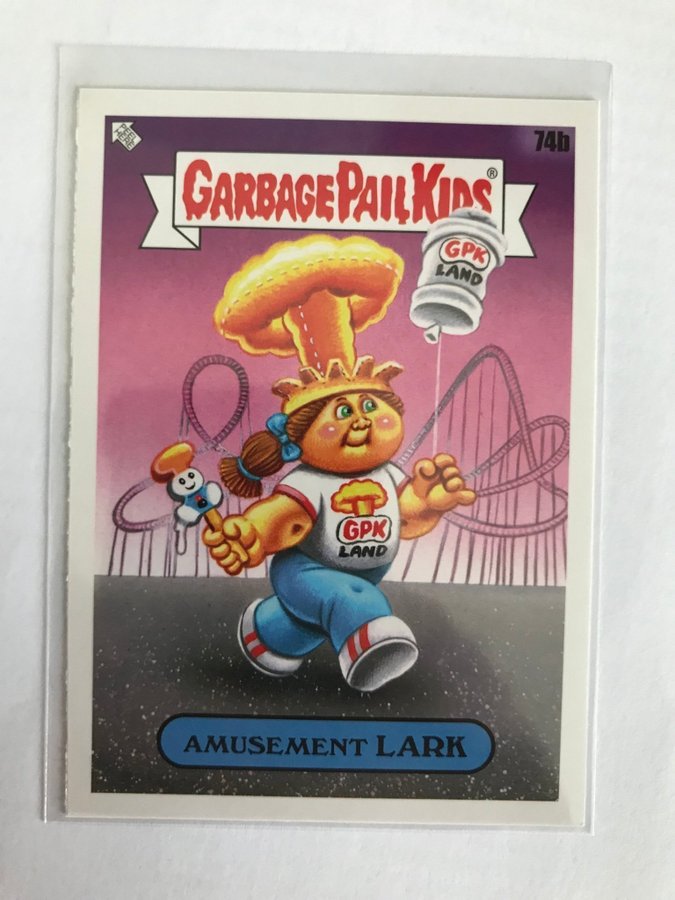 74b
GARBAGE PAIL KIDS®
GPK
LAND
GPK
LAND
AMUSEMENT LARK